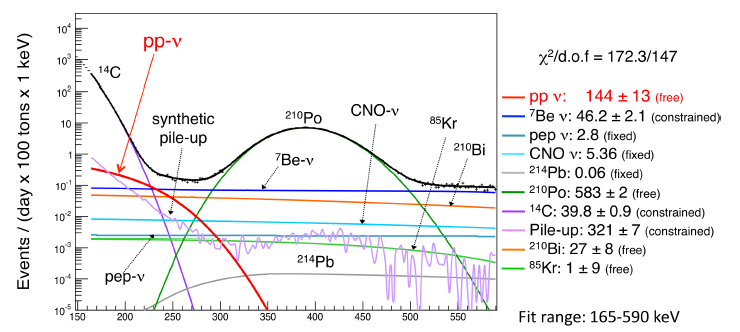 Events / (day x 100 tons x 1 keV)
10⁴
10³
10²
10
1
10⁻¹
10⁻²
10⁻³
10⁻⁴
10⁻⁵
150 200 250 300 350 400 450 500 550
pp-ν
¹⁴C
synthetic
pile-up
²¹⁰Po
CNO-ν
⁸⁵Kr
²¹⁰Bi
⁷Be-ν
pep-ν
²¹⁴Pb
χ²/d.o.f = 172.3/147
pp ν: 144 ± 13 (free)
⁷Be ν: 46.2 ± 2.1 (constrained)
pep ν: 2.8 (fixed)
CNO ν: 5.36 (fixed)
²¹⁴Pb: 0.06 (fixed)
²¹⁰Po: 583 ± 2 (free)
¹⁴C: 39.8 ± 0.9 (constrained)
Pile-up: 321 ± 7 (constrained)
²¹⁰Bi: 27 ± 8 (free)
⁸⁵Kr: 1 ± 9 (free)
Fit range: 165-590 keV